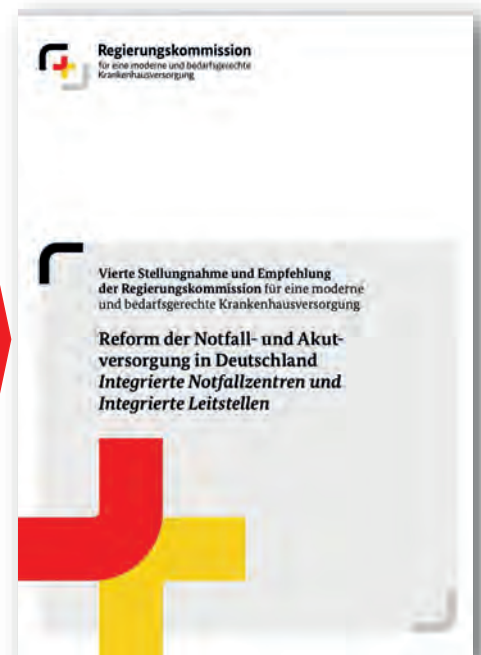 Regierungskommission
für eine moderne und bedarfsgerechte
Krankenhausversorgung
Vierte Stellungnahme und Empfehlung
der Regierungskommission für eine moderne
und bedarfsgerechte Krankenhausversorgung
Reform der Notfall- und Akut-
versorgung in Deutschland
Integrierte Notfallzentren und
Integrierte Leitstellen